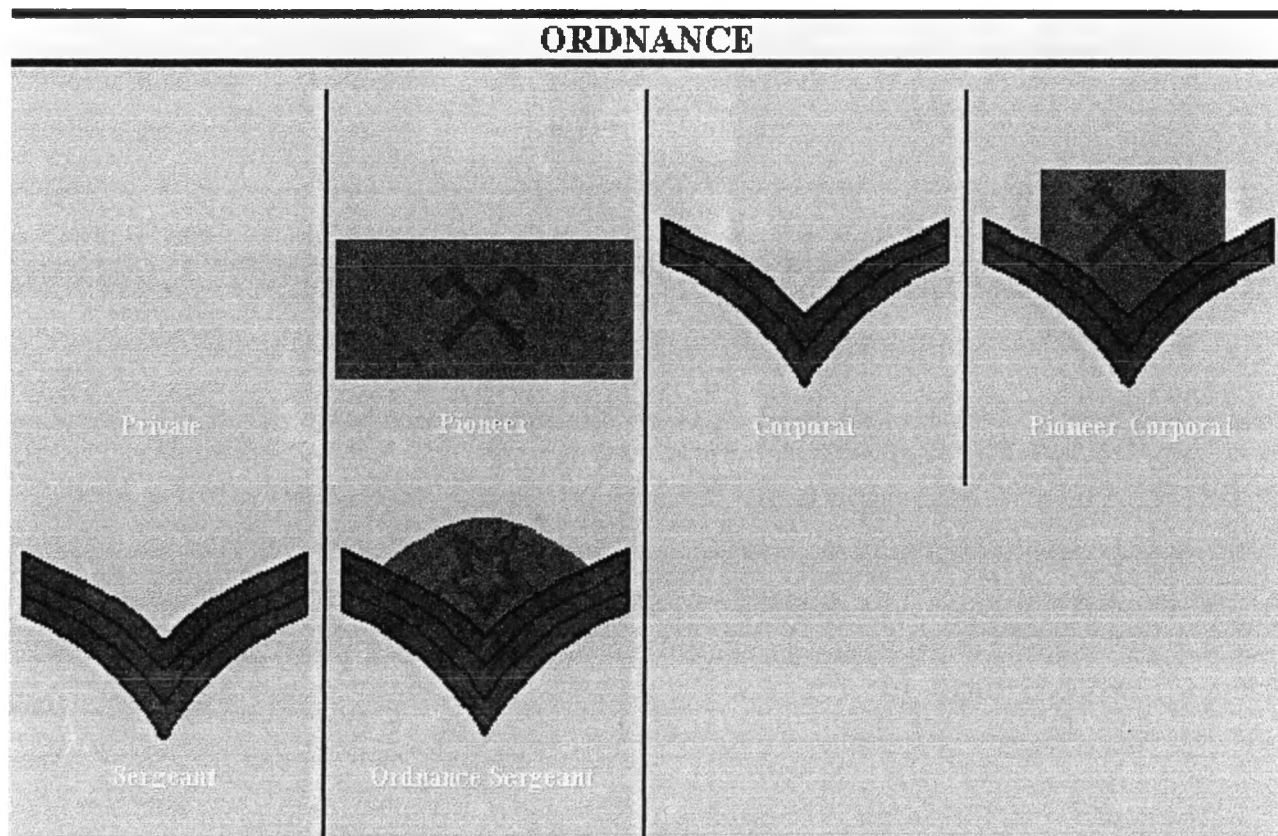 ORDNANCE
Private
Pioneer
Corporal
Pioneer Corporal
Sergeant
Ordnance Sergeant